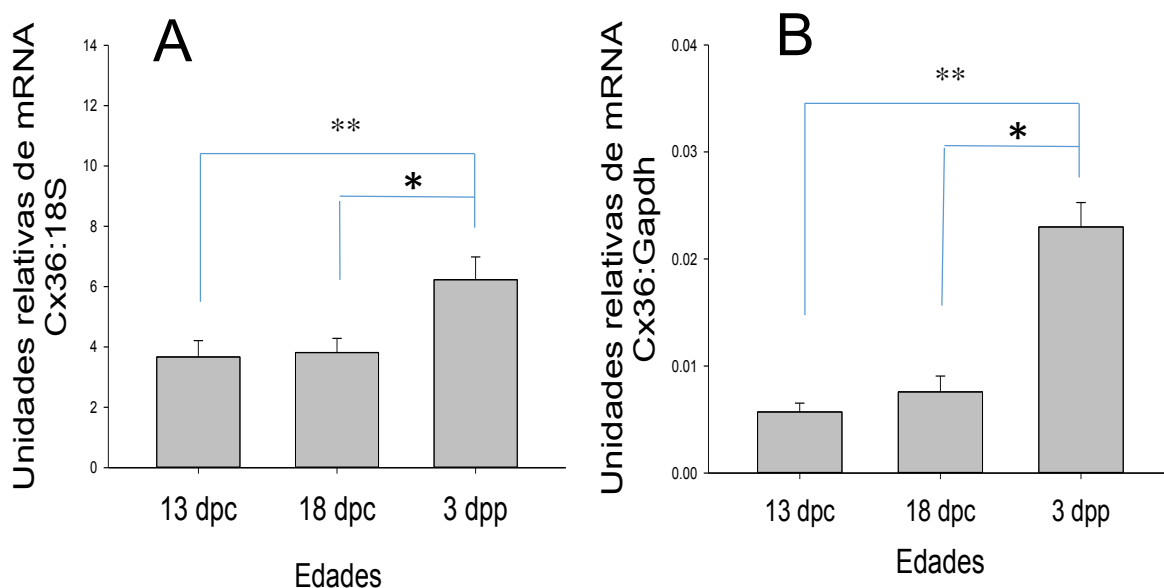 A
Unidades relativas de mRNA
Cx36:18S
14
12
10
8
6
4
2
0
**
*
13 dpc
18 dpc
3 dpp
Edades
B
Unidades relativas de mRNA
Cx36:Gapdh
0.04
0.03
0.02
0.01
0.00
**
*
13 dpc
18 dpc
3 dpp
Edades